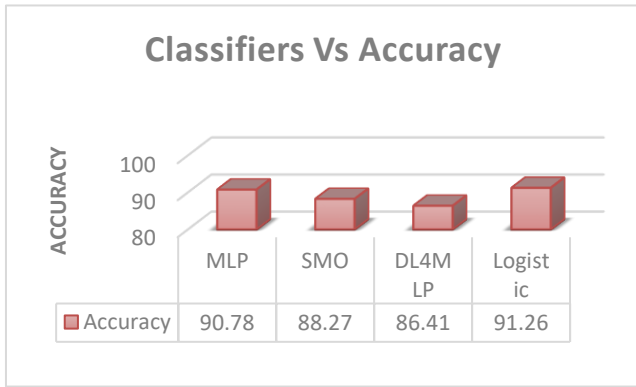 Classifiers Vs Accuracy
ACCURACY
100
90
80
MLP SMO DL4M Logist
LP ic
Accuracy 90.78 88.27 86.41 91.26